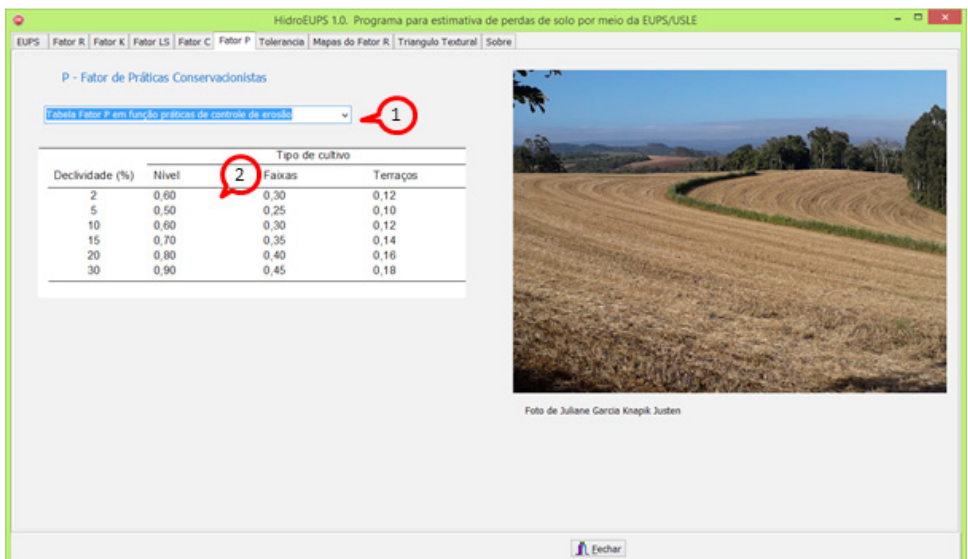 HidroEUPS 1.0. Programa para estimativa de perdas de solo por meio da EUPS/USLE
EUPS Fator R Fator K Fator LS Fator C Fator P Tolerancia Mapas do Fator R Triangulo Textural Sobre
P - Fator de Práticas Conservacionistas
Tabela Fator P em função práticas de controle de erosão
1
Tipo de cultivo
Declividade (%) Nível 2 Faixas Terraços
2 0,60 0,30 0,12
5 0,50 0,25 0,10
10 0,60 0,30 0,12
15 0,70 0,35 0,14
20 0,80 0,40 0,16
30 0,90 0,45 0,18
Foto de Juliane Garcia Knapik Justen
Fechar